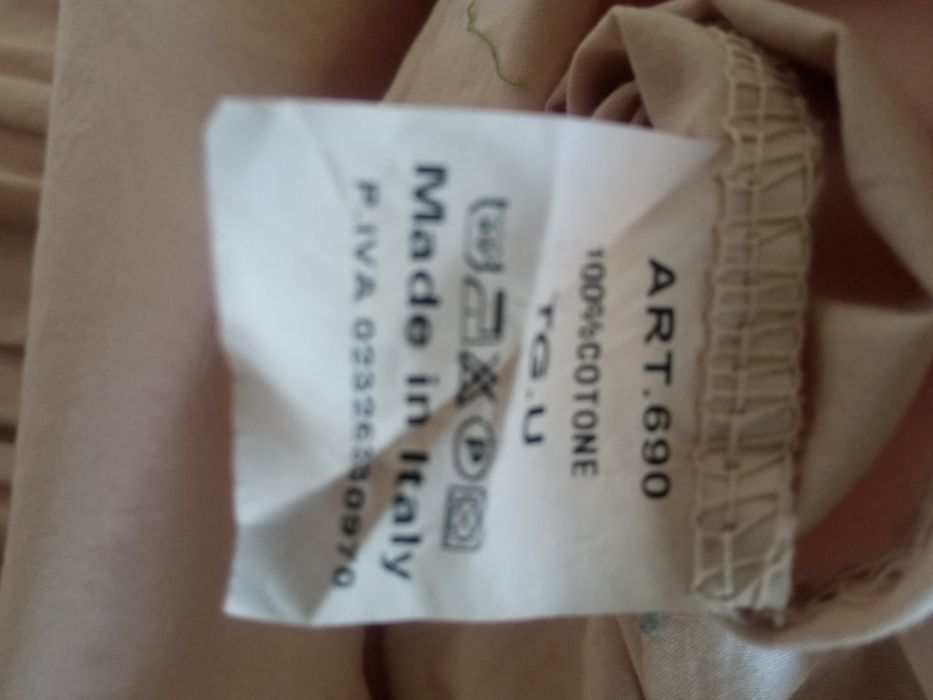 ART.690
100%COTONE
TG.U
P
Made in Italy
P.IVA